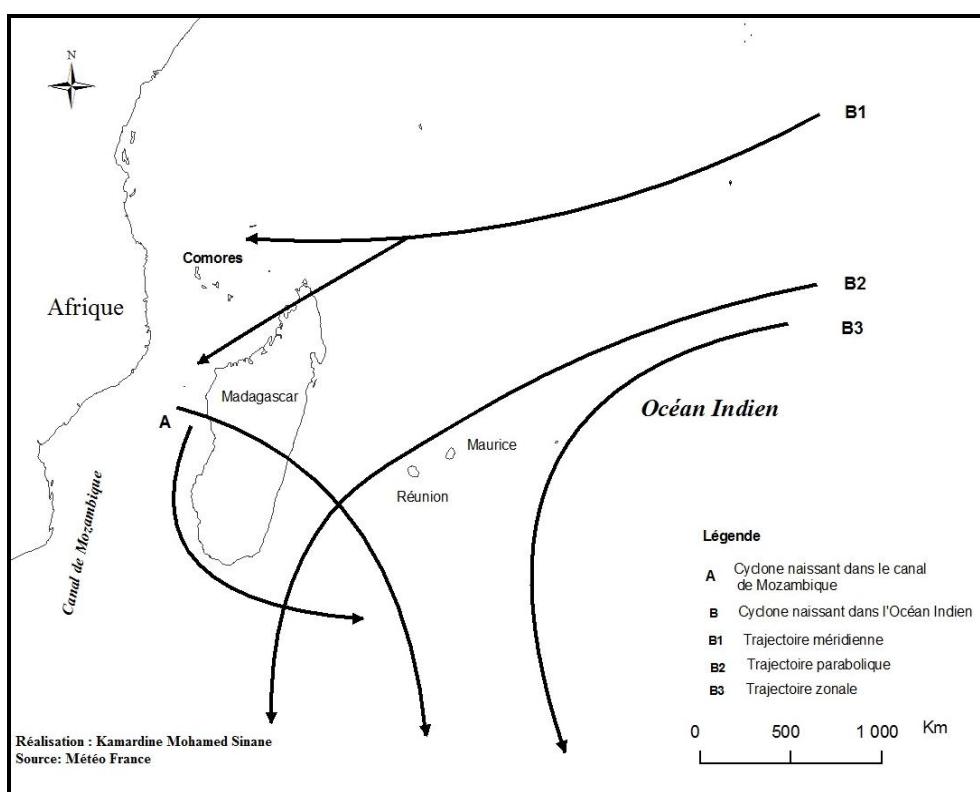 N
B1
Comores
Afrique
B2
B3
Madagascar
Océan Indien
A
Maurice
Réunion
Canal de Mozambique
Légende
A Cyclone naissant dans le canal
de Mozambique
B Cyclone naissant dans l'Océan Indien
B1 Trajectoire méridienne
B2 Trajectoire parabolique
B3 Trajectoire zonale
0 500 1 000 Km
Réalisation : Kamardine Mohamed Sinane
Source: Météo France